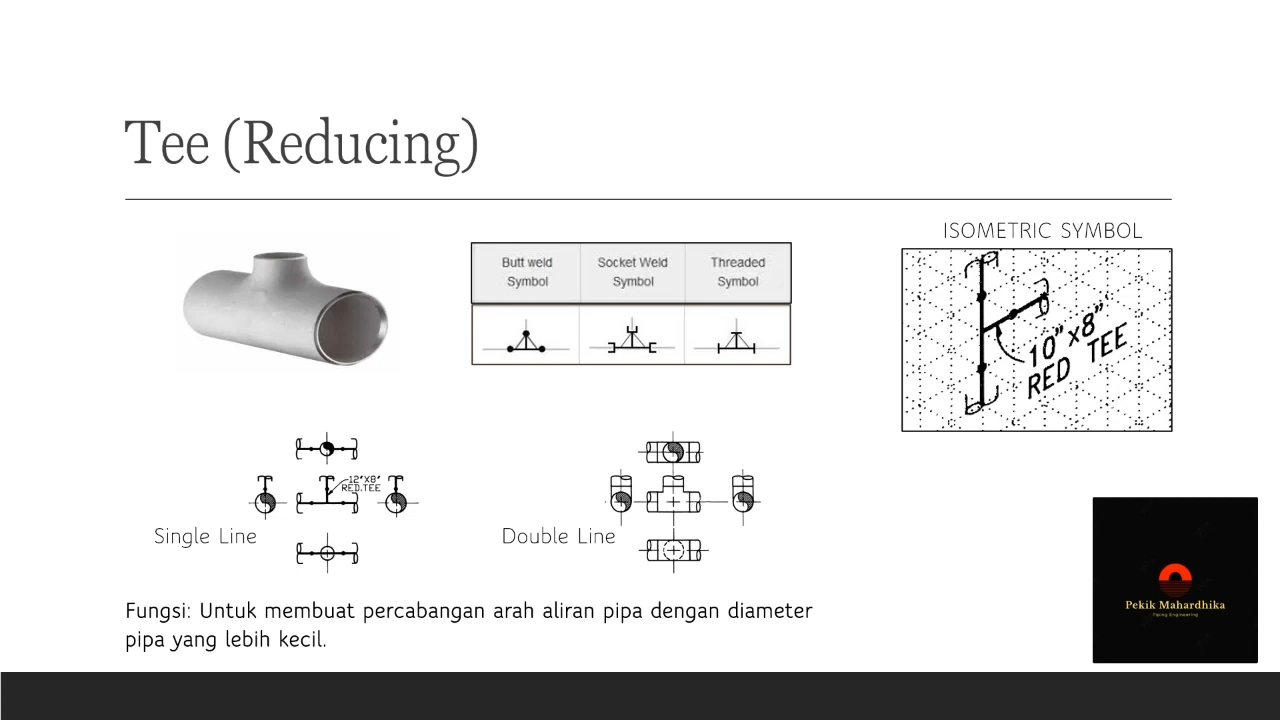 Tee (Reducing)
ISOMETRIC SYMBOL
Butt weld
Symbol
Socket Weld
Symbol
Threaded
Symbol
10"x8"
RED TEE
12"X8"
RED.TEE
Single Line
Double Line
Fungsi: Untuk membuat percabangan arah aliran pipa dengan diameter
pipa yang lebih kecil.
Pekik Mahardhika
Piping Engineering